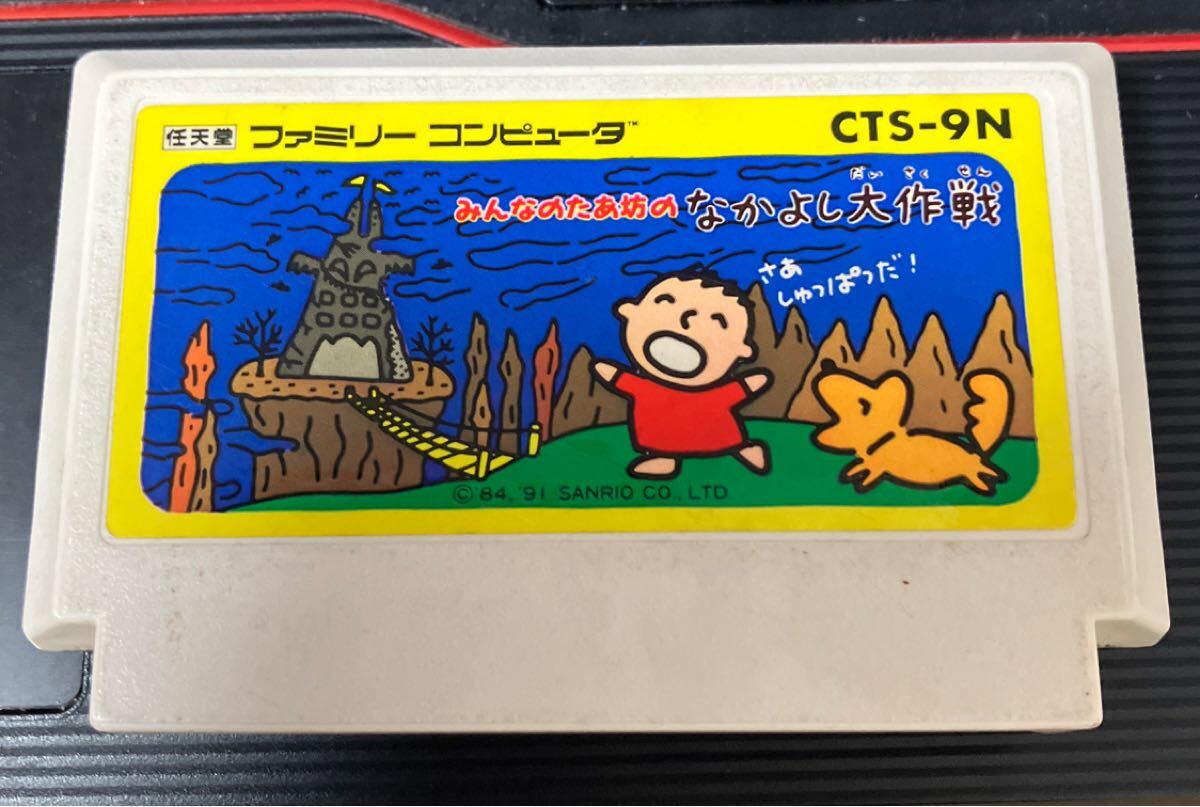 任天堂 ファミリー コンピュータ™ CTS-9N
だい さく せん
みんなのたあ坊の なかよし大作戦
さあ
しゅっぱつだ!
© '84, '91 SANRIO CO., LTD.